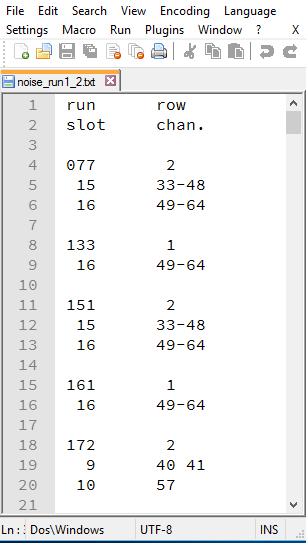 File Edit Search View Encoding Language
Settings Macro Run Plugins Window ? X
noise_run1_2.txt
1 run row
2 slot chan.
3
4 077 2
5 15 33-48
6 16 49-64
7
8 133 1
9 16 49-64
10
11 151 2
12 15 33-48
13 16 49-64
14
15 161 1
16 16 49-64
17
18 172 2
19 9 40 41
20 10 57
21
Ln : Dos\Windows UTF-8 INS